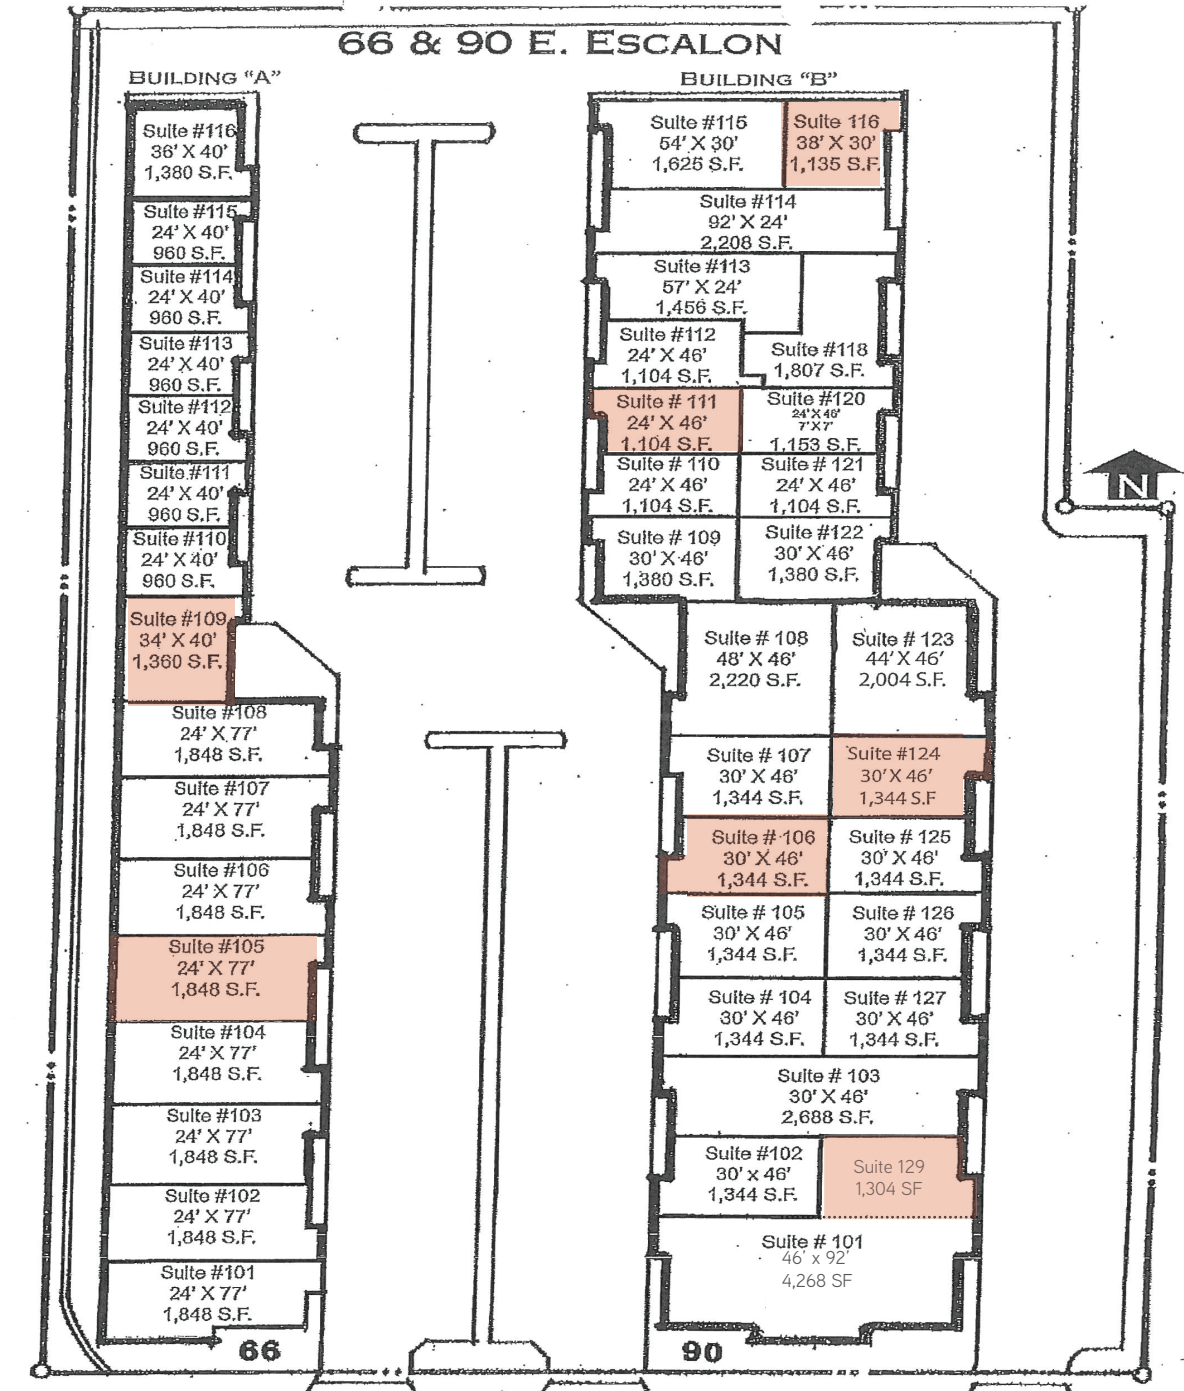 66 & 90 E. ESCALON
BUILDING "A"
Suite #116
36' X 40'
1,380 S.F.
Suite #115
24' X 40'
960 S.F.
Suite #114
24' X 40'
960 S.F.
Suite #113
24' X 40'
960 S.F.
Suite #112
24' X 40'
960 S.F.
Suite #111
24' X 40'
960 S.F.
Suite #110
24' X 40'
960 S.F.
Suite #109
34' X 40'
1,360 S.F.
Suite #108
24' X 77'
1,848 S.F.
Suite #107
24' X 77'
1,848 S.F.
Suite #106
24' X 77'
1,848 S.F.
Suite #105
24' X 77'
1,848 S.F.
Suite #104
24' X 77'
1,848 S.F.
Suite #103
24' X 77'
1,848 S.F.
Suite #102
24' X 77'
1,848 S.F.
Suite #101
24' X 77'
1,848 S.F.
66
BUILDING "B"
Suite #115
54' X 30'
1,625 S.F.
Suite 116
38' X 30'
1,135 S.F.
Suite #114
92' X 24'
2,208 S.F.
Suite #113
57' X 24'
1,456 S.F.
Suite #112
24' X 46'
1,104 S.F.
Suite #118
1,807 S.F.
Suite # 111
24' X 46'
1,104 S.F.
Suite #120
24'X 46'
7'X7'
1,153 S.F.
Suite # 110
24' X 46'
1,104 S.F.
Suite # 121
24' X 46'
1,104 S.F.
Suite # 109
30' X 46'
1,380 S.F.
Suite #122
30' X 46'
1,380 S.F.
Suite # 108
48' X 46'
2,220 S.F.
Suite # 123
44' X 46'
2,004 S.F.
Suite # 107
30' X 46'
1,344 S.F.
Suite #124
30' X 46'
1,344 S.F
Suite # 106
30' X 46'
1,344 S.F.
Suite # 125
30' X 46'
1,344 S.F.
Suite # 105
30' X 46'
1,344 S.F.
Suite # 126
30' X 46'
1,344 S.F.
Suite # 104
30' X 46'
1,344 S.F.
Suite # 127
30' X 46'
1,344 S.F.
Suite # 103
30' X 46'
2,688 S.F.
Suite #102
30' x 46'
1,344 S.F.
Suite 129
1,304 SF
Suite # 101
46' x 92'
4,268 SF
90
N